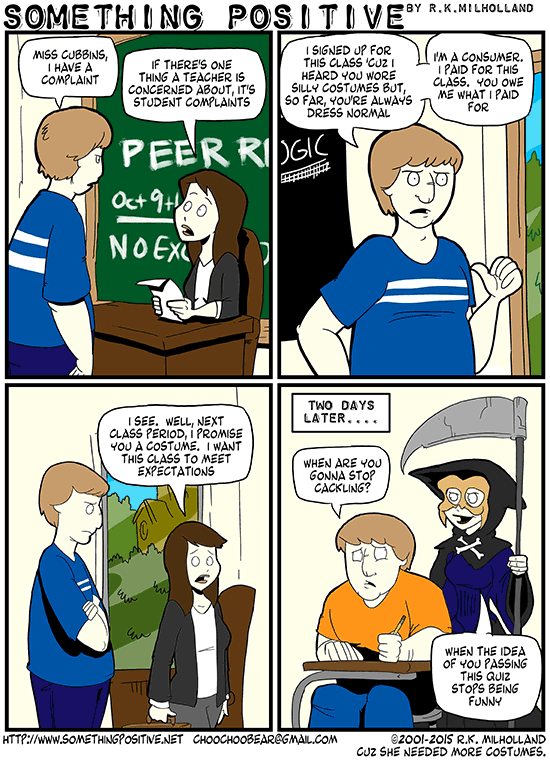 SOMETHING POSITIVE BY R.K.MILHOLLAND
MISS CUBBINS,
I HAVE A
COMPLAINT
IF THERE'S ONE
THING A TEACHER IS
CONCERNED ABOUT, IT'S
STUDENT COMPLAINTS
PEER R
Oct 9th
NO EXC
I SIGNED UP FOR
THIS CLASS 'CUZ I
HEARD YOU WORE
SILLY COSTUMES BUT,
SO FAR, YOU'RE ALWAYS
DRESS NORMAL
I'M A CONSUMER.
I PAID FOR THIS
CLASS. YOU OWE
ME WHAT I PAID
FOR
OGIC
I SEE. WELL, NEXT
CLASS PERIOD, I PROMISE
YOU A COSTUME. I WANT
THIS CLASS TO MEET
EXPECTATIONS
TWO DAYS
LATER....
WHEN ARE YOU
GONNA STOP
CACKLING?
WHEN THE IDEA
OF YOU PASSING
THIS QUIZ
STOPS BEING
FUNNY
HTTP://WWW.SOMETHINGPOSITIVE.NET CHOOCHOOBEAR@GMAIL.COM ©2001-2015 R.K. MILHOLLAND
CUZ SHE NEEDED MORE COSTUMES.